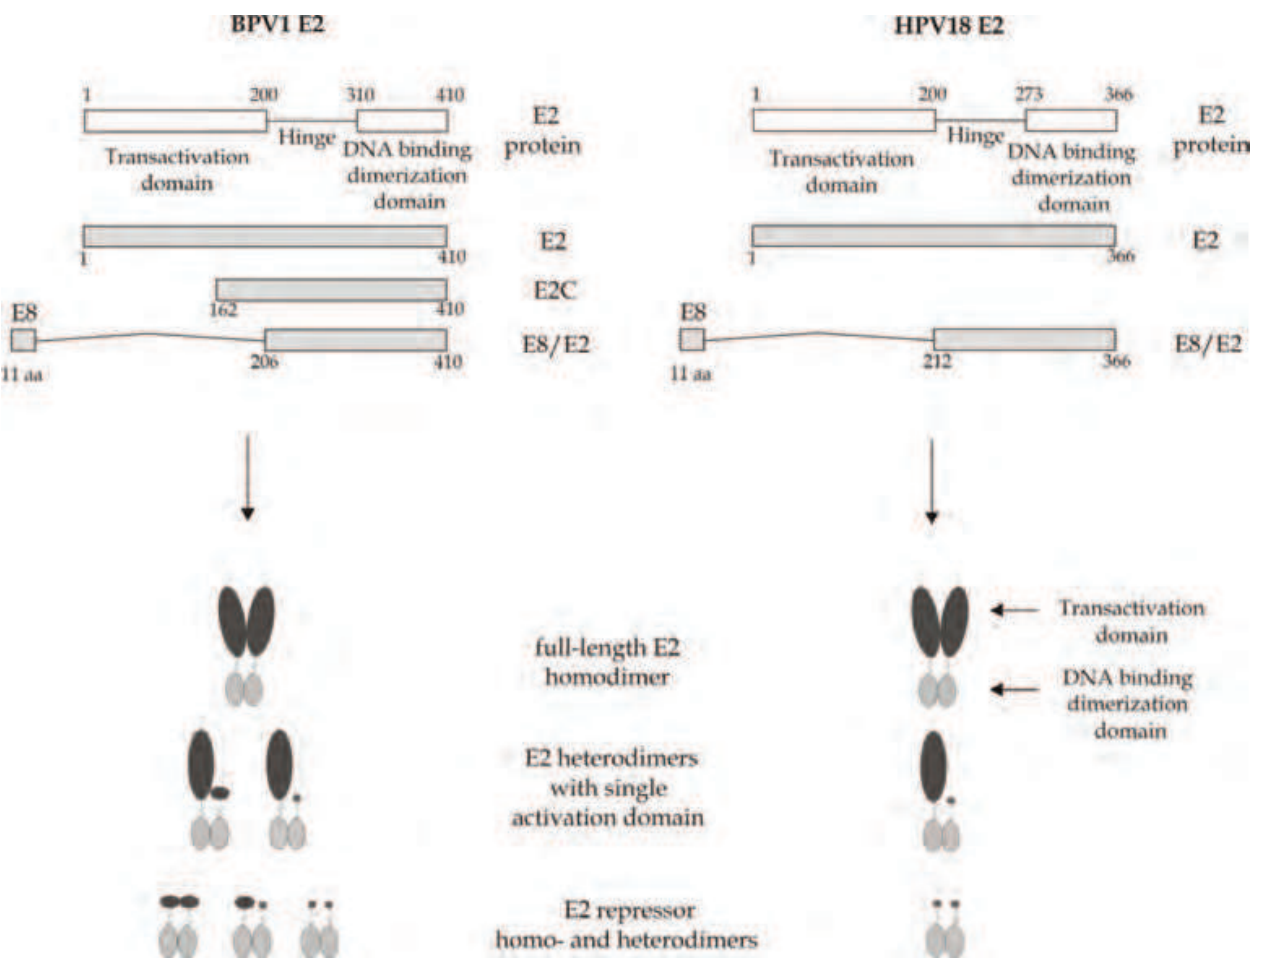 BPV1 E2
HPV18 E2
1 200 310 410
Hinge
E2
protein
Transactivation
domain
DNA binding
dimerization
domain
1 200 273 366
Hinge
E2
protein
Transactivation
domain
DNA binding
dimerization
domain
E2
1 410
E2
1 366
E2C
162 410
E8
E8/E2
206 410
11 aa
E8
E8/E2
212 366
11 aa
full-length E2
homodimer
Transactivation
domain
DNA binding
dimerization
domain
E2 heterodimers
with single
activation domain
E2 repressor
homo- and heterodimers